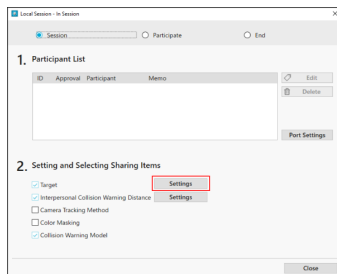 Local Session - In Session
Session Participate End
1. Participant List
ID Approval Participant Memo
Edit
Delete
Port Settings
2. Setting and Selecting Sharing Items
Target Settings
Interpersonal Collision Warning Distance Settings
Camera Tracking Method
Color Masking
Collision Warning Model
Close